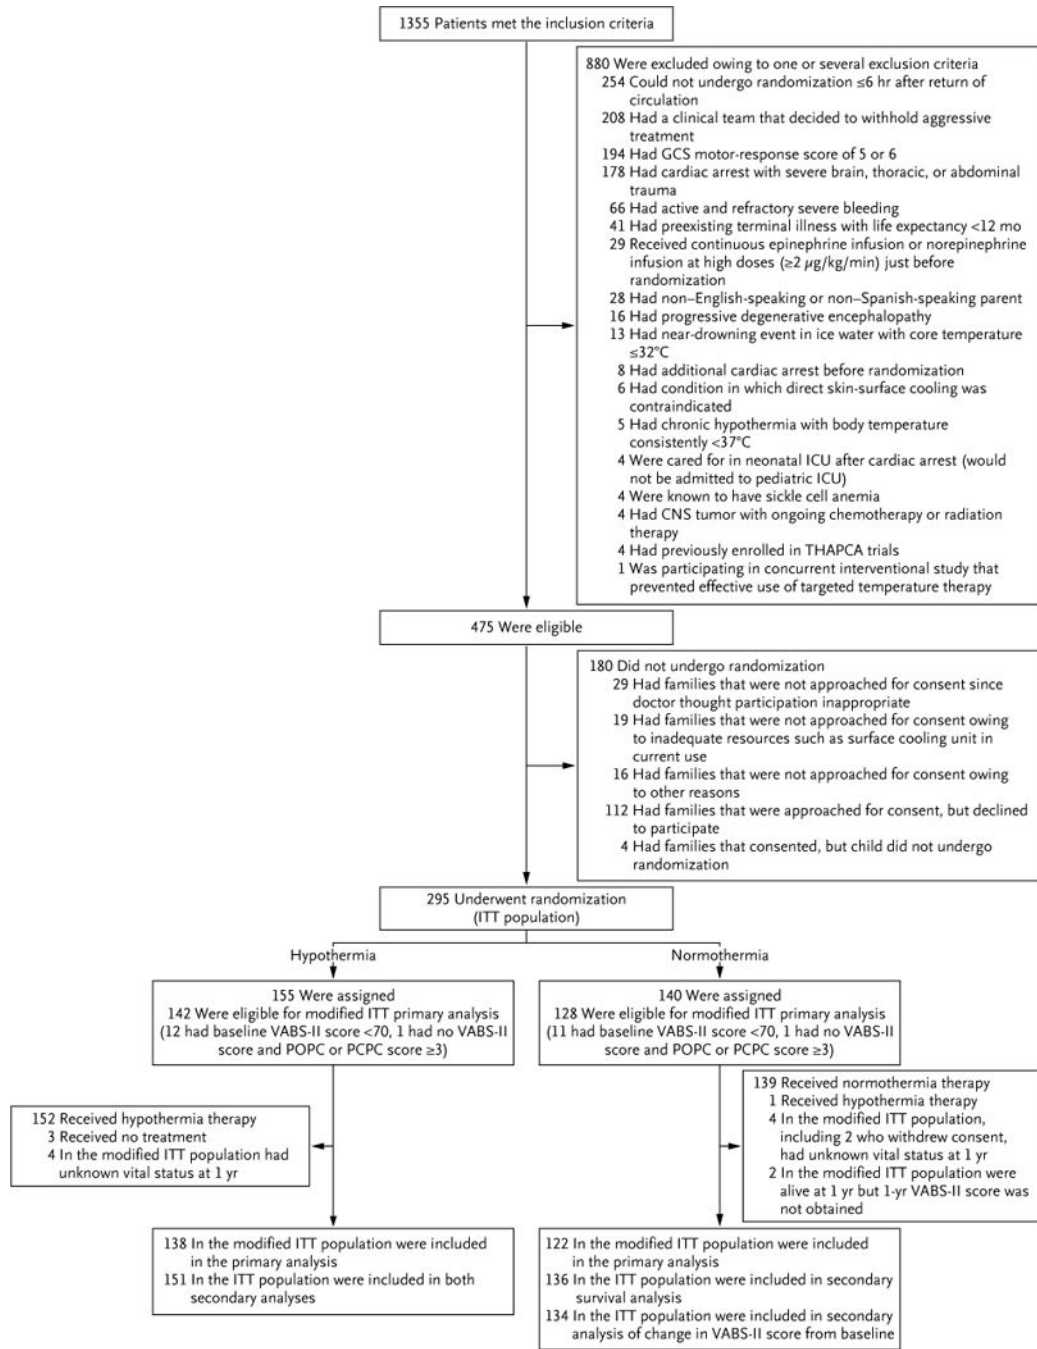 1355 Patients met the inclusion criteria
880 Were excluded owing to one or several exclusion criteria
254 Could not undergo randomization ≤6 hr after return of
circulation
208 Had a clinical team that decided to withhold aggressive
treatment
194 Had GCS motor-response score of 5 or 6
178 Had cardiac arrest with severe brain, thoracic, or abdominal
trauma
66 Had active and refractory severe bleeding
41 Had preexisting terminal illness with life expectancy <12 mo
29 Received continuous epinephrine infusion or norepinephrine
infusion at high doses (≥2 µg/kg/min) just before
randomization
28 Had non–English-speaking or non–Spanish-speaking parent
16 Had progressive degenerative encephalopathy
13 Had near-drowning event in ice water with core temperature
≤32°C
8 Had additional cardiac arrest before randomization
6 Had condition in which direct skin-surface cooling was
contraindicated
5 Had chronic hypothermia with body temperature
consistently <37°C
4 Were cared for in neonatal ICU after cardiac arrest (would
not be admitted to pediatric ICU)
4 Were known to have sickle cell anemia
4 Had CNS tumor with ongoing chemotherapy or radiation
therapy
4 Had previously enrolled in THAPCA trials
1 Was participating in concurrent interventional study that
prevented effective use of targeted temperature therapy
475 Were eligible
180 Did not undergo randomization
29 Had families that were not approached for consent since
doctor thought participation inappropriate
19 Had families that were not approached for consent owing
to inadequate resources such as surface cooling unit in
current use
16 Had families that were not approached for consent owing
to other reasons
112 Had families that were approached for consent, but declined
to participate
4 Had families that consented, but child did not undergo
randomization
295 Underwent randomization
(ITT population)
Hypothermia
Normothermia
155 Were assigned
142 Were eligible for modified ITT primary analysis
(12 had baseline VABS-II score <70, 1 had no VABS-II
score and POPC or PCPC score ≥3)
140 Were assigned
128 Were eligible for modified ITT primary analysis
(11 had baseline VABS-II score <70, 1 had no VABS-II
score and POPC or PCPC score ≥3)
152 Received hypothermia therapy
3 Received no treatment
4 In the modified ITT population had
unknown vital status at 1 yr
139 Received normothermia therapy
1 Received hypothermia therapy
4 In the modified ITT population,
including 2 who withdrew consent,
had unknown vital status at 1 yr
2 In the modified ITT population were
alive at 1 yr but 1-yr VABS-II score was
not obtained
138 In the modified ITT population were included
in the primary analysis
151 In the ITT population were included in both
secondary analyses
122 In the modified ITT population were included
in the primary analysis
136 In the ITT population were included in secondary
survival analysis
134 In the ITT population were included in secondary
analysis of change in VABS-II score from baseline